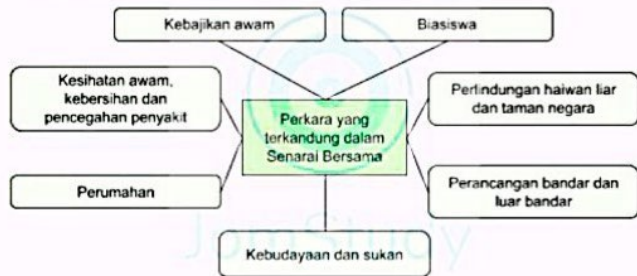 Kebajikan awam
Biasiswa
Kesihatan awam,
kebersihan dan
pencegahan penyakit
Perkara yang
terkandung dalam
Senarai Bersama
Perlindungan haiwan liar
dan taman negara
Perumahan
Perancangan bandar dan
luar bandar
Kebudayaan dan sukan
JomStudy